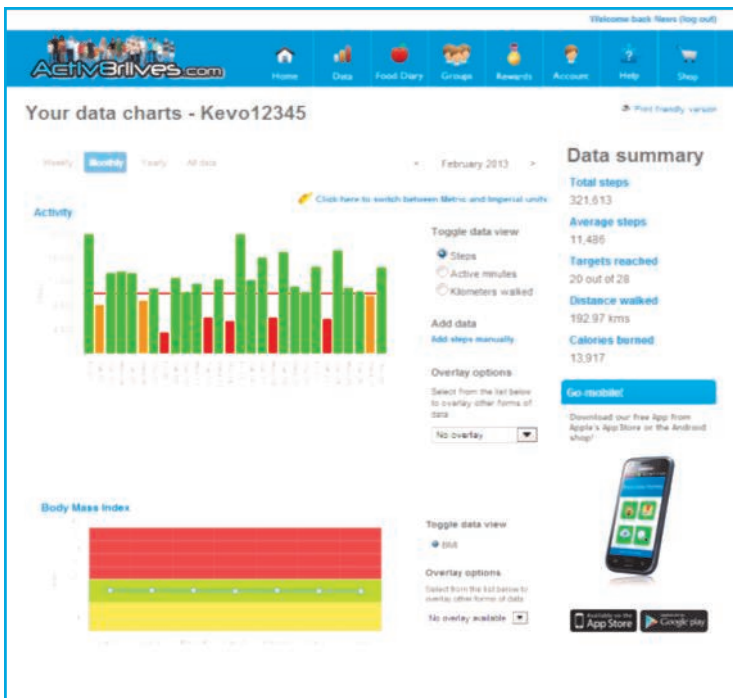 Welcome back News (log out)
Activ8rlives.com
Home
Data
Food Diary
Groups
Rewards
Account
Help
Shop
Your data charts - Kevo12345
Print friendly version
Weekly
Monthly
Yearly
All data
<
February 2013
>
Click here to switch between Metric and Imperial units
Activity
Toggle data view
Steps
Active minutes
Kilometers walked
Add data
Add steps manually
Overlay options
Select from the list below
to overlay other forms of
data
No overlay
Data summary
Total steps
321,613
Average steps
11,486
Targets reached
20 out of 28
Distance walked
192.97 kms
Calories burned
13,917
Go mobile!
Download our free App from
Apple's App Store or the Android
shop!
Body Mass Index
Toggle data view
BMI
Overlay options
Select from the list below to
overlay other forms of data
No overlay available
Available on the
App Store
Google play